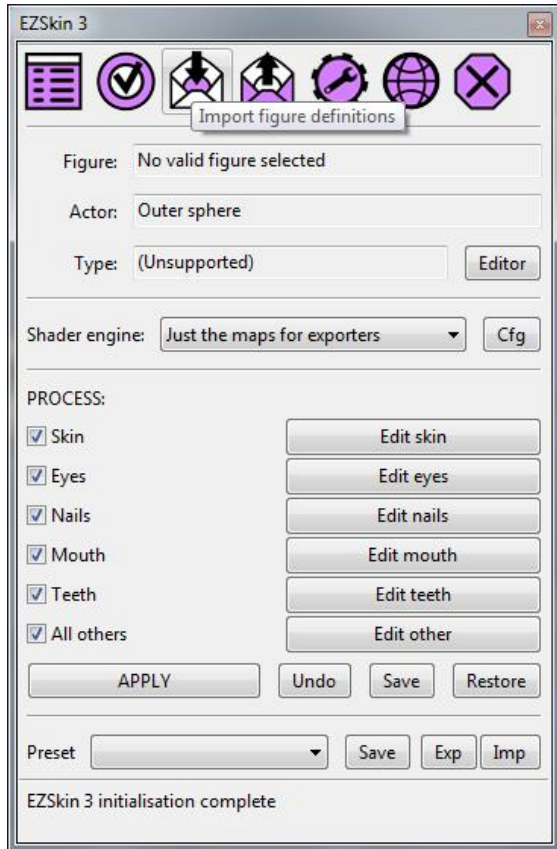 EZSkin 3
Import figure definitions
Figure: No valid figure selected
Actor: Outer sphere
Type: (Unsupported) Editor
Shader engine: Just the maps for exporters Cfg
PROCESS:
Skin Edit skin
Eyes Edit eyes
Nails Edit nails
Mouth Edit mouth
Teeth Edit teeth
All others Edit other
APPLY Undo Save Restore
Preset Save Exp Imp
EZSkin 3 initialisation complete